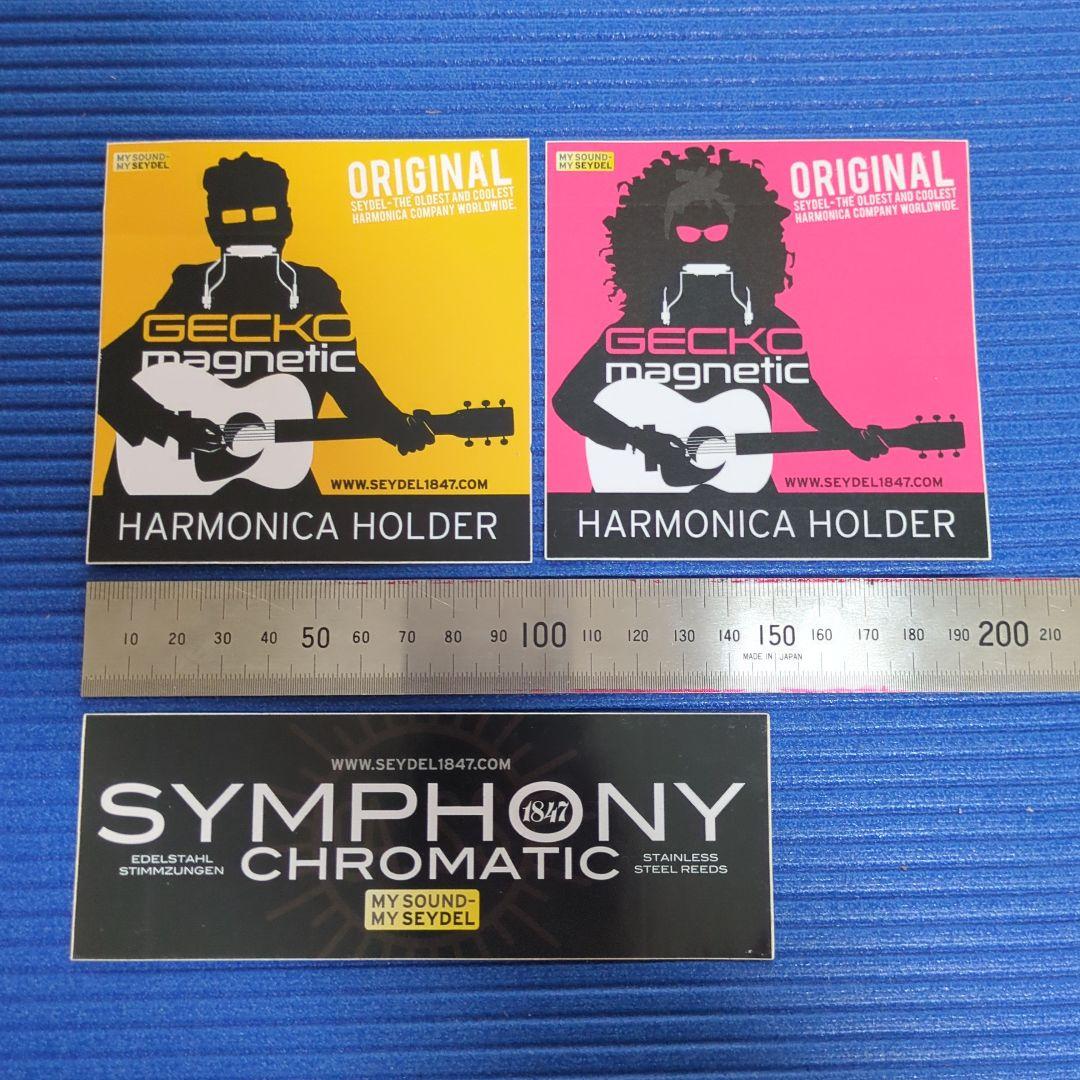 MY SOUND-
MY SEYDEL
ORIGINAL
SEYDEL-THE OLDEST AND COOLEST
HARMONICA COMPANY WORLDWIDE.
GECKO
magnetic
WWW.SEYDEL1847.COM
HARMONICA HOLDER
MY SOUND-
MY SEYDEL
ORIGINAL
SEYDEL-THE OLDEST AND COOLEST
HARMONICA COMPANY WORLDWIDE.
GECKO
magnetic
WWW.SEYDEL1847.COM
HARMONICA HOLDER
10 20 30 40 50 60 70 80 90 100 110 120 130 140 150 160 170 180 190 200 210
MADE IN JAPAN
WWW.SEYDEL1847.COM
SYMPHONY
1847
EDELSTAHL
STIMMZUNGEN
CHROMATIC
STAINLESS
STEEL REEDS
MY SOUND-
MY SEYDEL